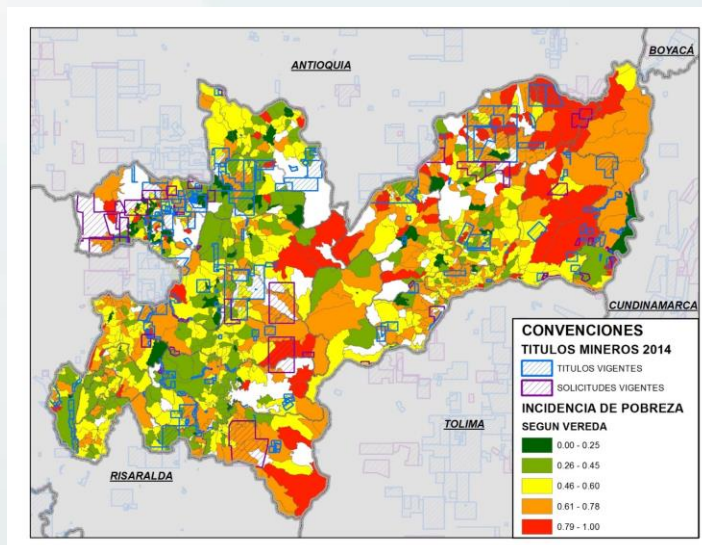 ANTIOQUIA
BOYACÁ
CUNDINAMARCA
TOLIMA
RISARALDA
CONVENCIONES
TITULOS MINEROS 2014
TITULOS VIGENTES
SOLICITUDES VIGENTES
INCIDENCIA DE POBREZA
SEGUN VEREDA
0.00 - 0.25
0.26 - 0.45
0.46 - 0.60
0.61 - 0.78
0.79 - 1.00